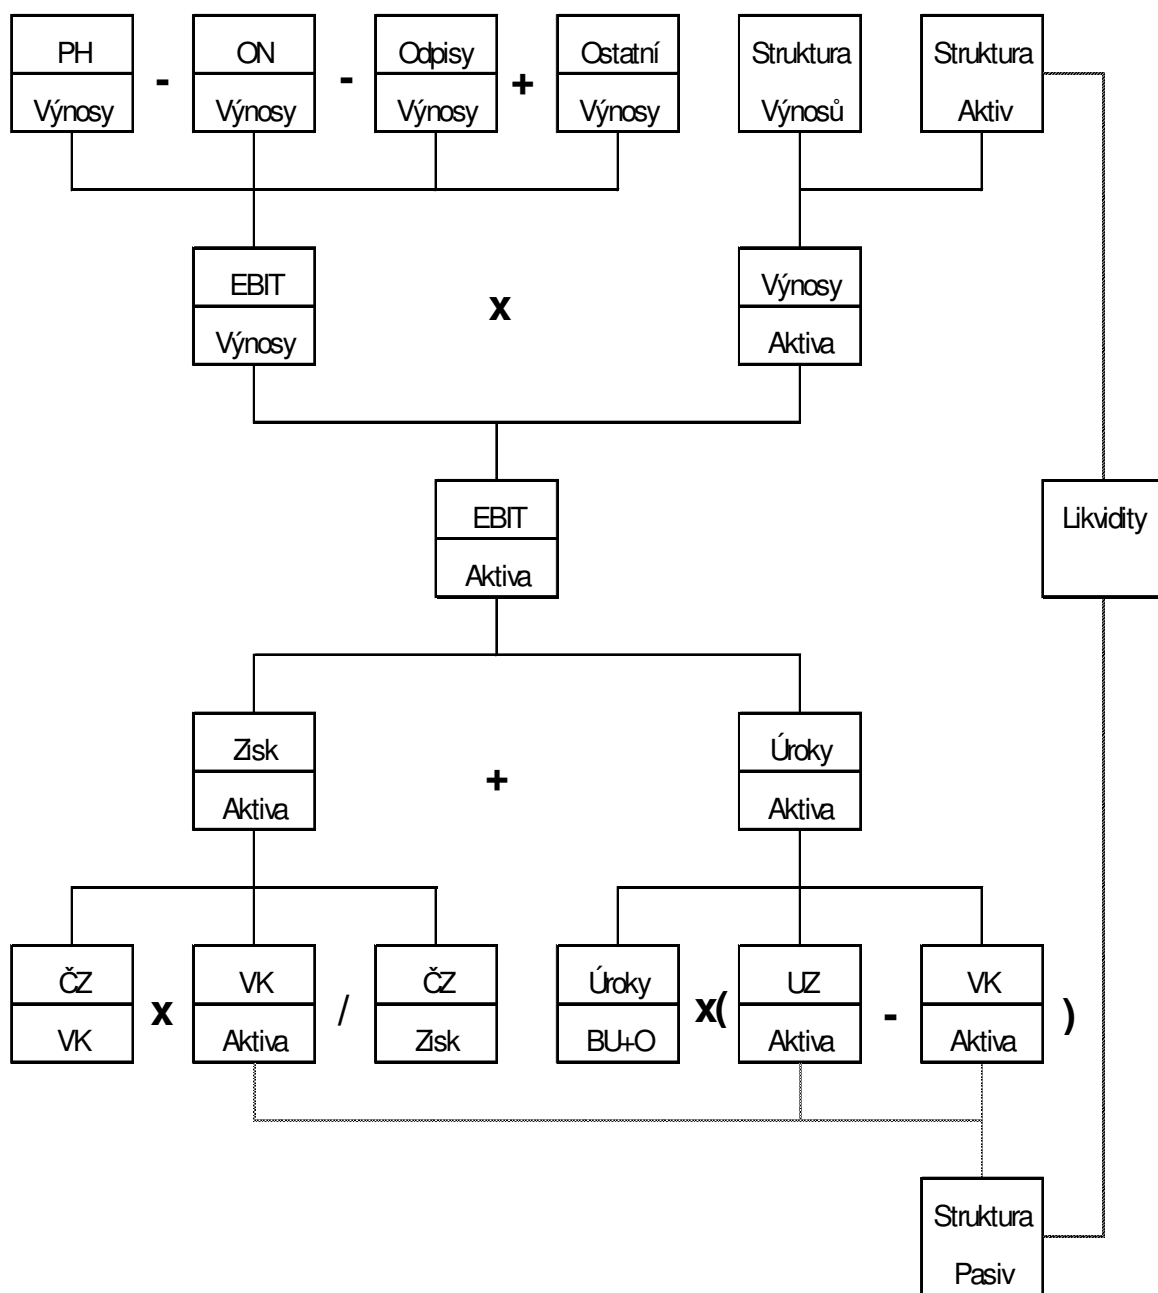 PH - ON - Odpisy + Ostatní Struktura Struktura
Výnosy Výnosy Výnosy Výnosy Výnosů Aktiv
EBIT x Výnosy
Výnosy Aktiva
EBIT Likvidity
Aktiva
Zisk + Úroky
Aktiva Aktiva
ČZ x VK / ČZ Úroky x( UZ - VK )
VK Aktiva Zisk BU+O Aktiva Aktiva
Struktura
Pasiv